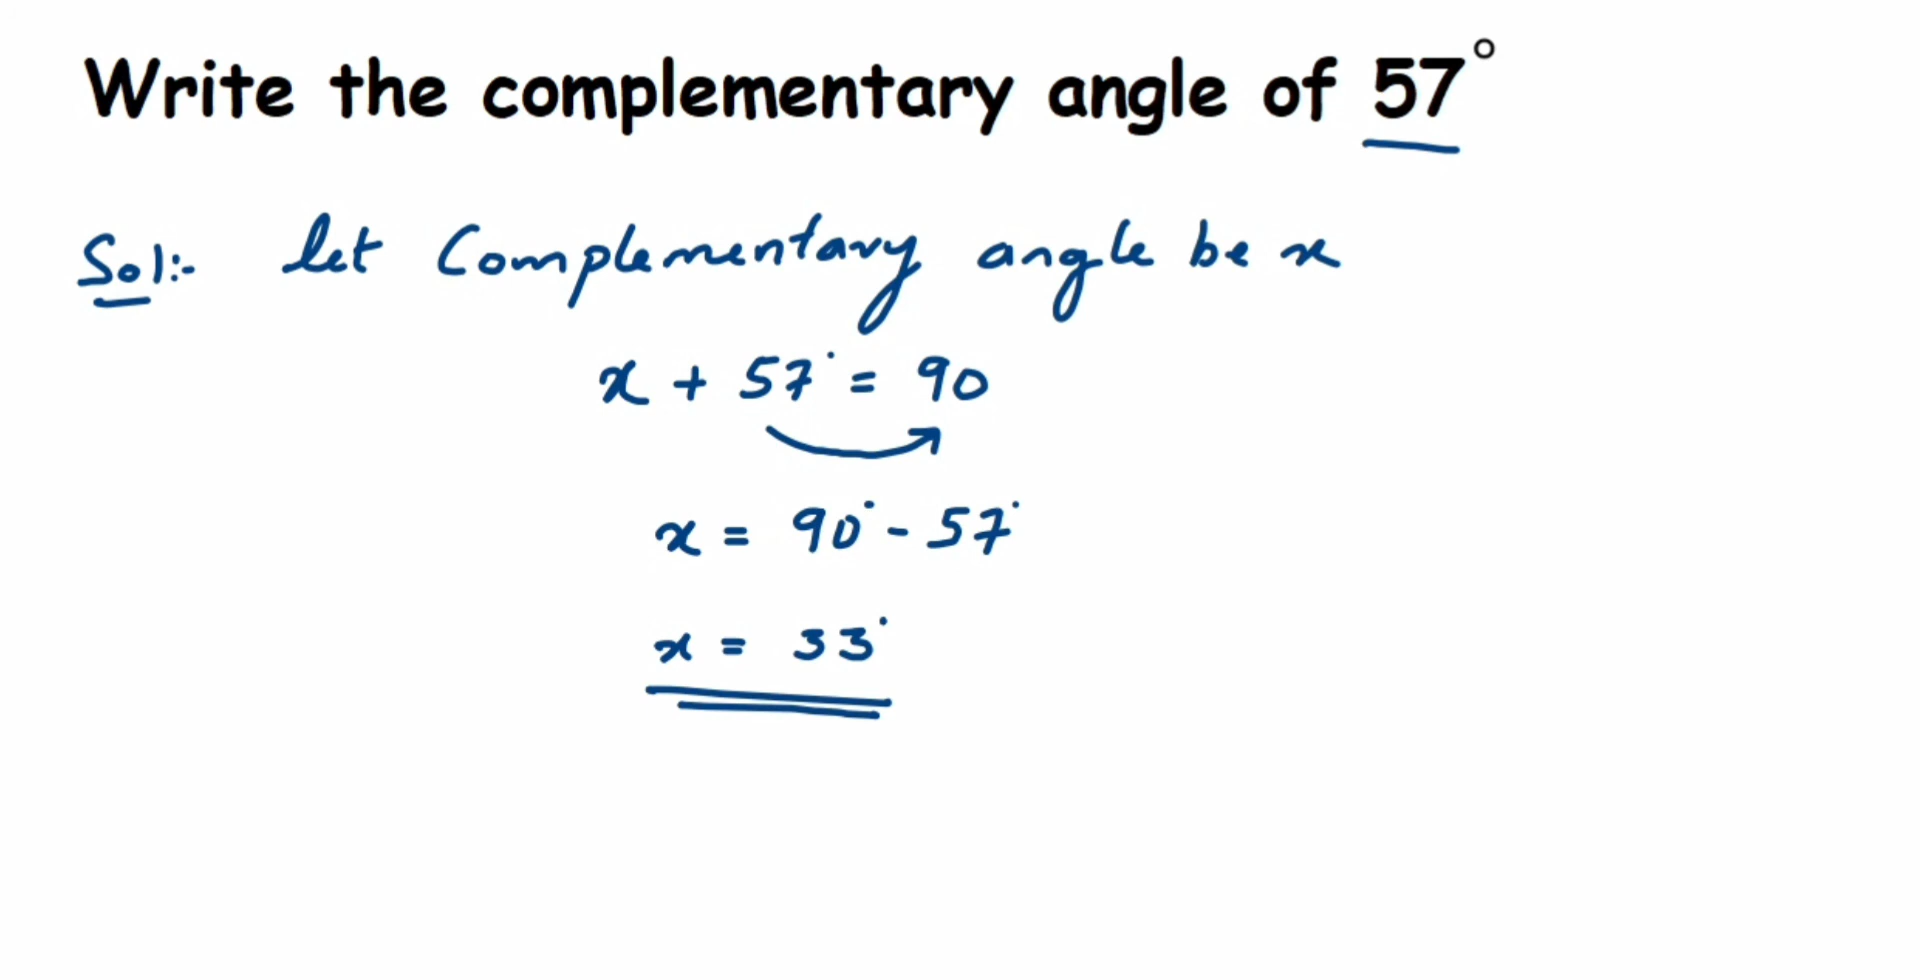 Write the complementary angle of 57°
Sol:- let Complementary angle be x
x + 57° = 90
x = 90° - 57°
x = 33°